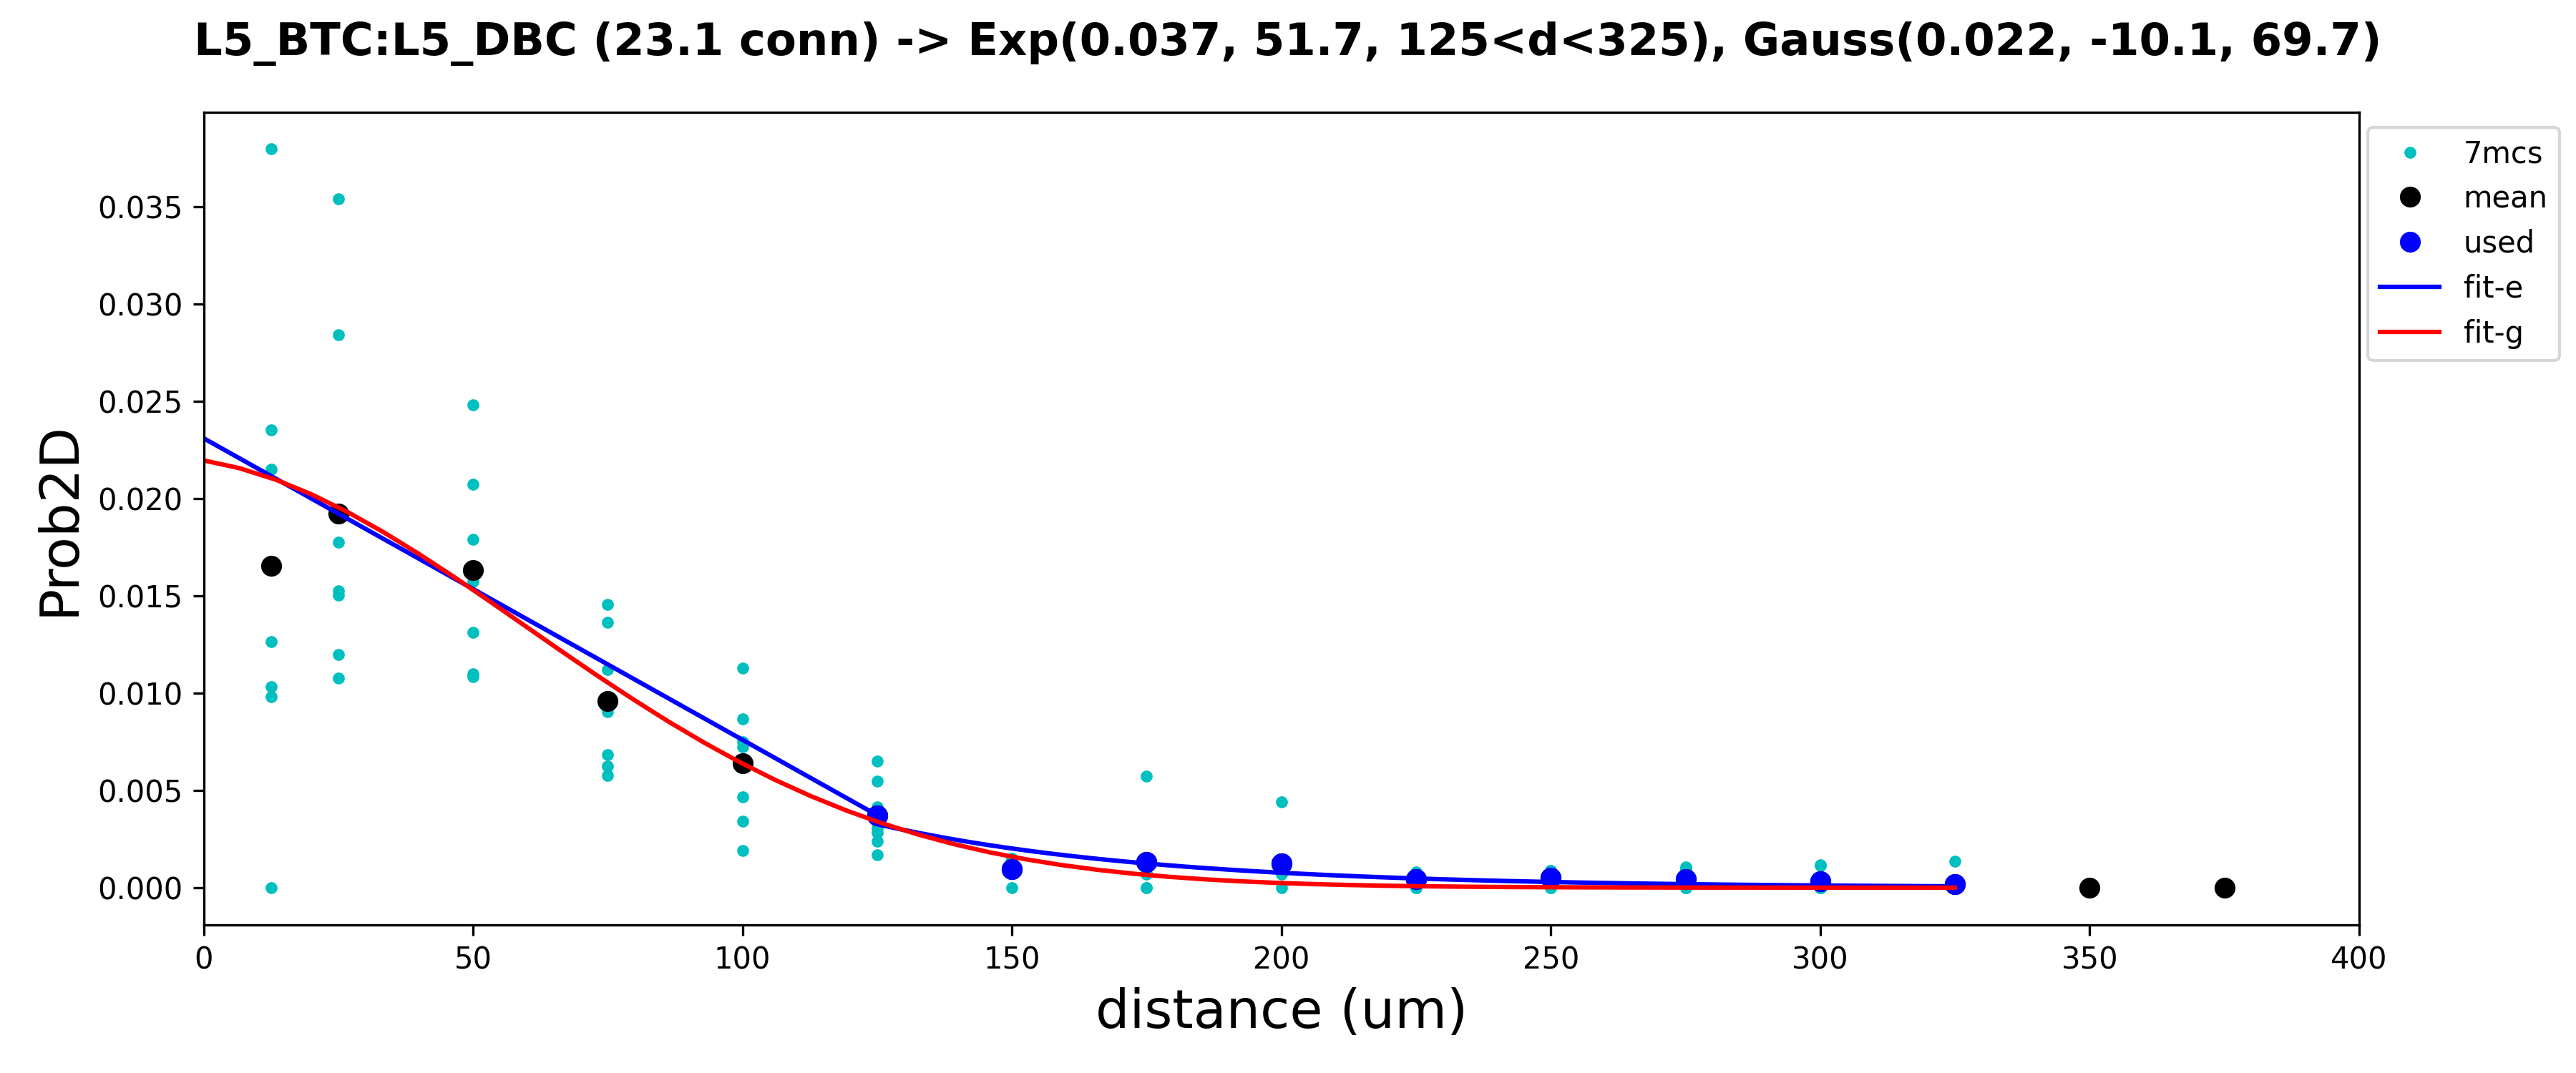 L5_BTC:L5_DBC (23.1 conn) -> Exp(0.037, 51.7, 125<d<325), Gauss(0.022, -10.1, 69.7)
7mcs
mean
used
fit-e
fit-g
Prob2D
0.035
0.030
0.025
0.020
0.015
0.010
0.005
0.000
0 50 100 150 200 250 300 350 400
distance (um)